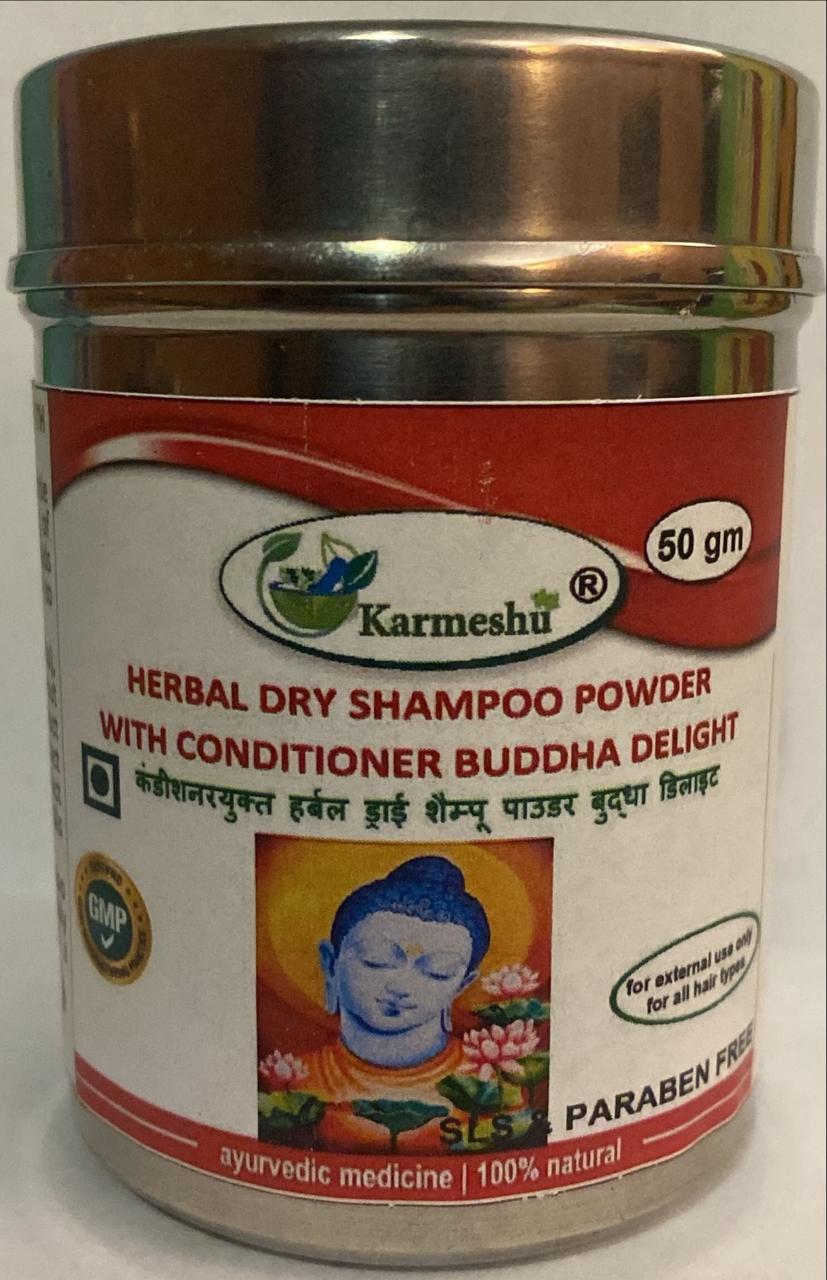 50 gm
Karmeshu ®
HERBAL DRY SHAMPOO POWDER
WITH CONDITIONER BUDDHA DELIGHT
कंडीशनरयुक्त हर्बल ड्राई शैम्पू पाउडर बुद्धा डिलाइट
GMP
for external use only
for all hair types
SLS & PARABEN FREE
ayurvedic medicine | 100% natural